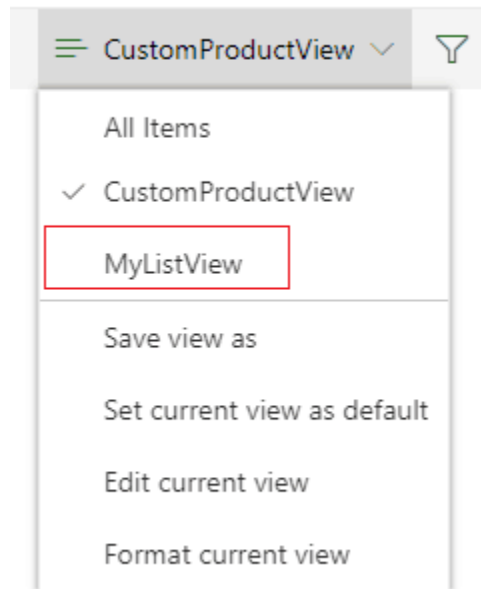 CustomProductView
All Items
CustomProductView
MyListView
Save view as
Set current view as default
Edit current view
Format current view